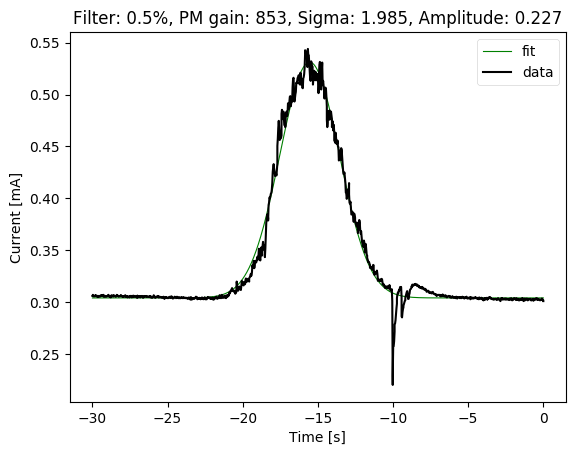 Filter: 0.5%, PM gain: 853, Sigma: 1.985, Amplitude: 0.227
fit
data
0.55
0.50
0.45
0.40
0.35
0.30
0.25
Current [mA]
−30
−25
−20
−15
−10
−5
0
Time [s]